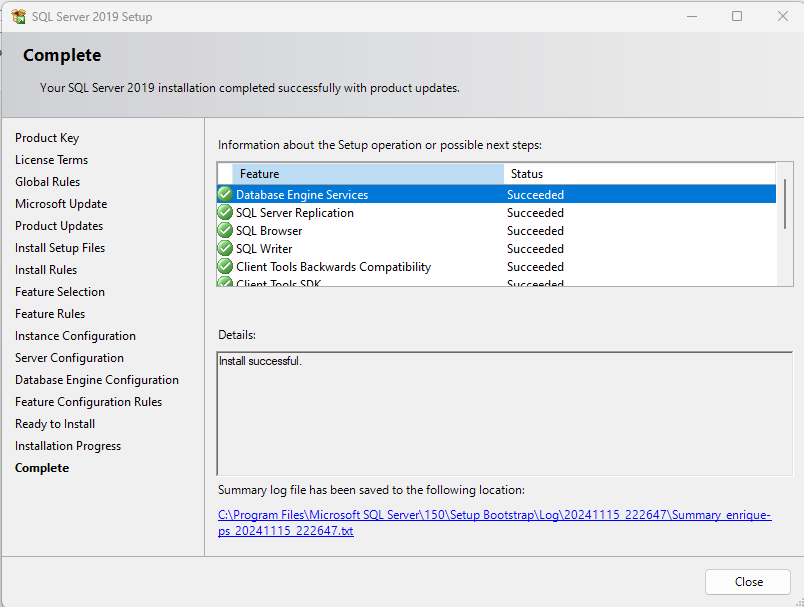 SQL Server 2019 Setup
Complete
Your SQL Server 2019 installation completed successfully with product updates.
Product Key
License Terms
Global Rules
Microsoft Update
Product Updates
Install Setup Files
Install Rules
Feature Selection
Feature Rules
Instance Configuration
Server Configuration
Database Engine Configuration
Feature Configuration Rules
Ready to Install
Installation Progress
Complete
Information about the Setup operation or possible next steps:
Feature Status
Database Engine Services Succeeded
SQL Server Replication Succeeded
SQL Browser Succeeded
SQL Writer Succeeded
Client Tools Backwards Compatibility Succeeded
Client Tools SDK Succeeded
Details:
Install successful.
Summary log file has been saved to the following location:
C:\Program Files\Microsoft SQL Server\150\Setup Bootstrap\Log\20241115_222647\Summary_enrique-
ps_20241115_222647.txt
Close